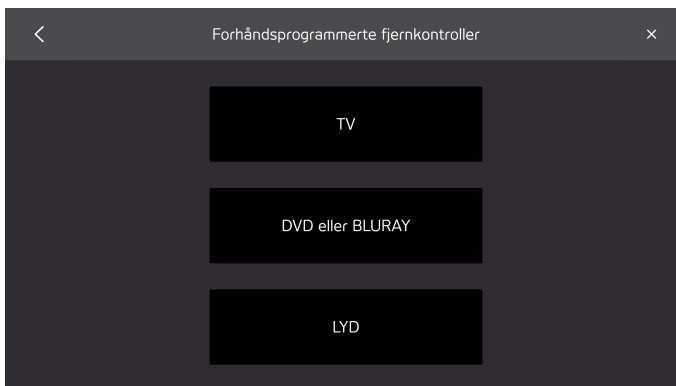 Forhåndsprogrammerte fjernkontroller
TV
DVD eller BLURAY
LYD